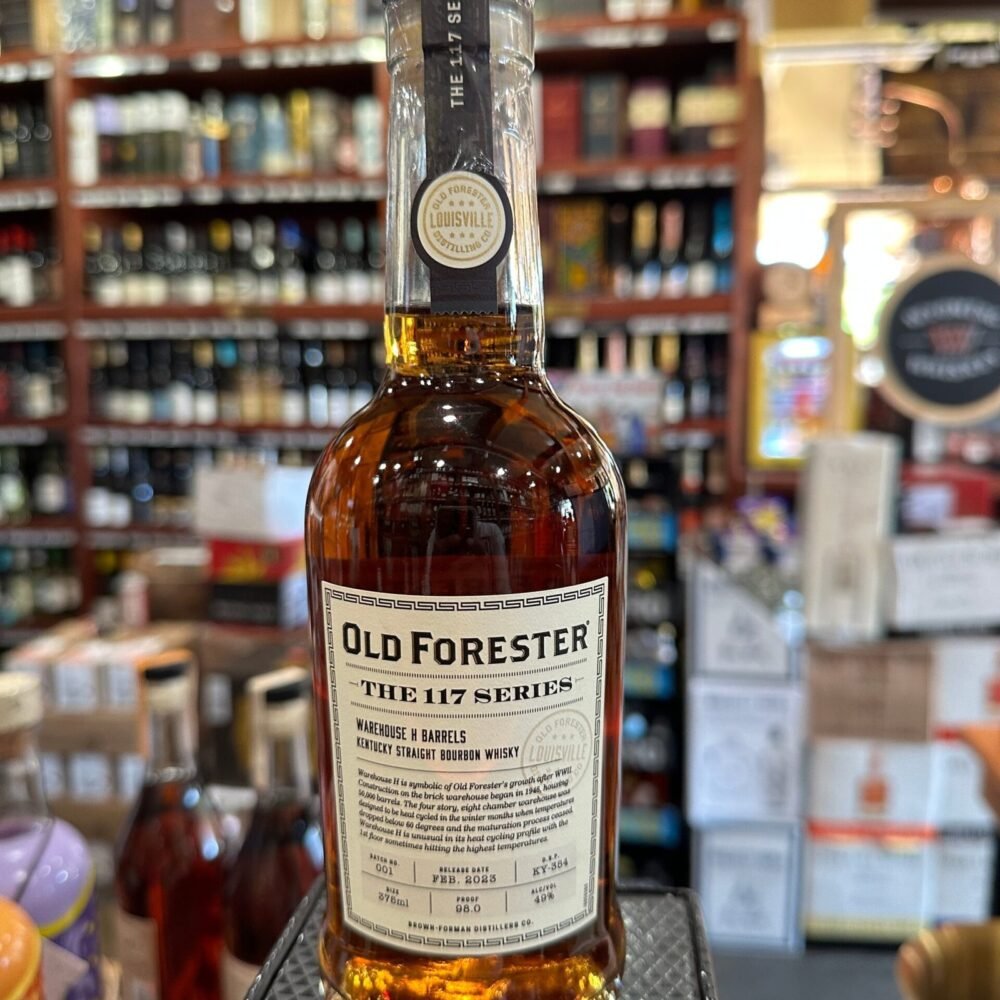 THE 117 SE
OLD FORESTER
LOUISVILLE
DISTILLING CO
OLD FORESTER
THE 117 SERIES
WAREHOUSE H BARRELS
KENTUCKY STRAIGHT BOURBON WHISKY
OLD FORESTER
LOUISVILLE
Warehouse H is symbolic of Old Forester's growth after WWII
Construction on the brick warehouse began in 1946, housing
50,000 barrels. The four story, eight chamber warehouse was
designed to be heat cycled in the winter months when temperatures
dropped below 60 degrees and the maturation process ceased.
Warehouse H is unusual in its heat cycling profile with the
1st floor sometimes hitting the highest temperatures.
BATCH NO. RELEASE DATE D.S.P.
001 FEB. 2023 KY-354
SIZE PROOF ALC/VOL
375ml 98.0 49%
BROWN-FORMAN DISTILLERS CO.